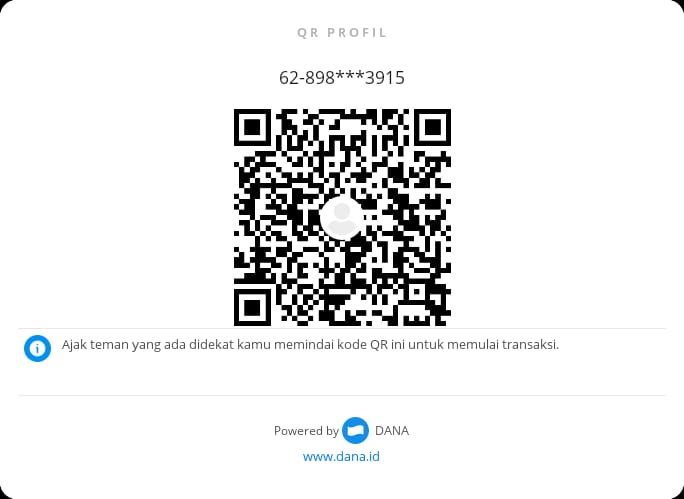 QR PROFIL
62-898***3915
Ajak teman yang ada didekat kamu memindai kode QR ini untuk memulai transaksi.
Powered by DANA
www.dana.id